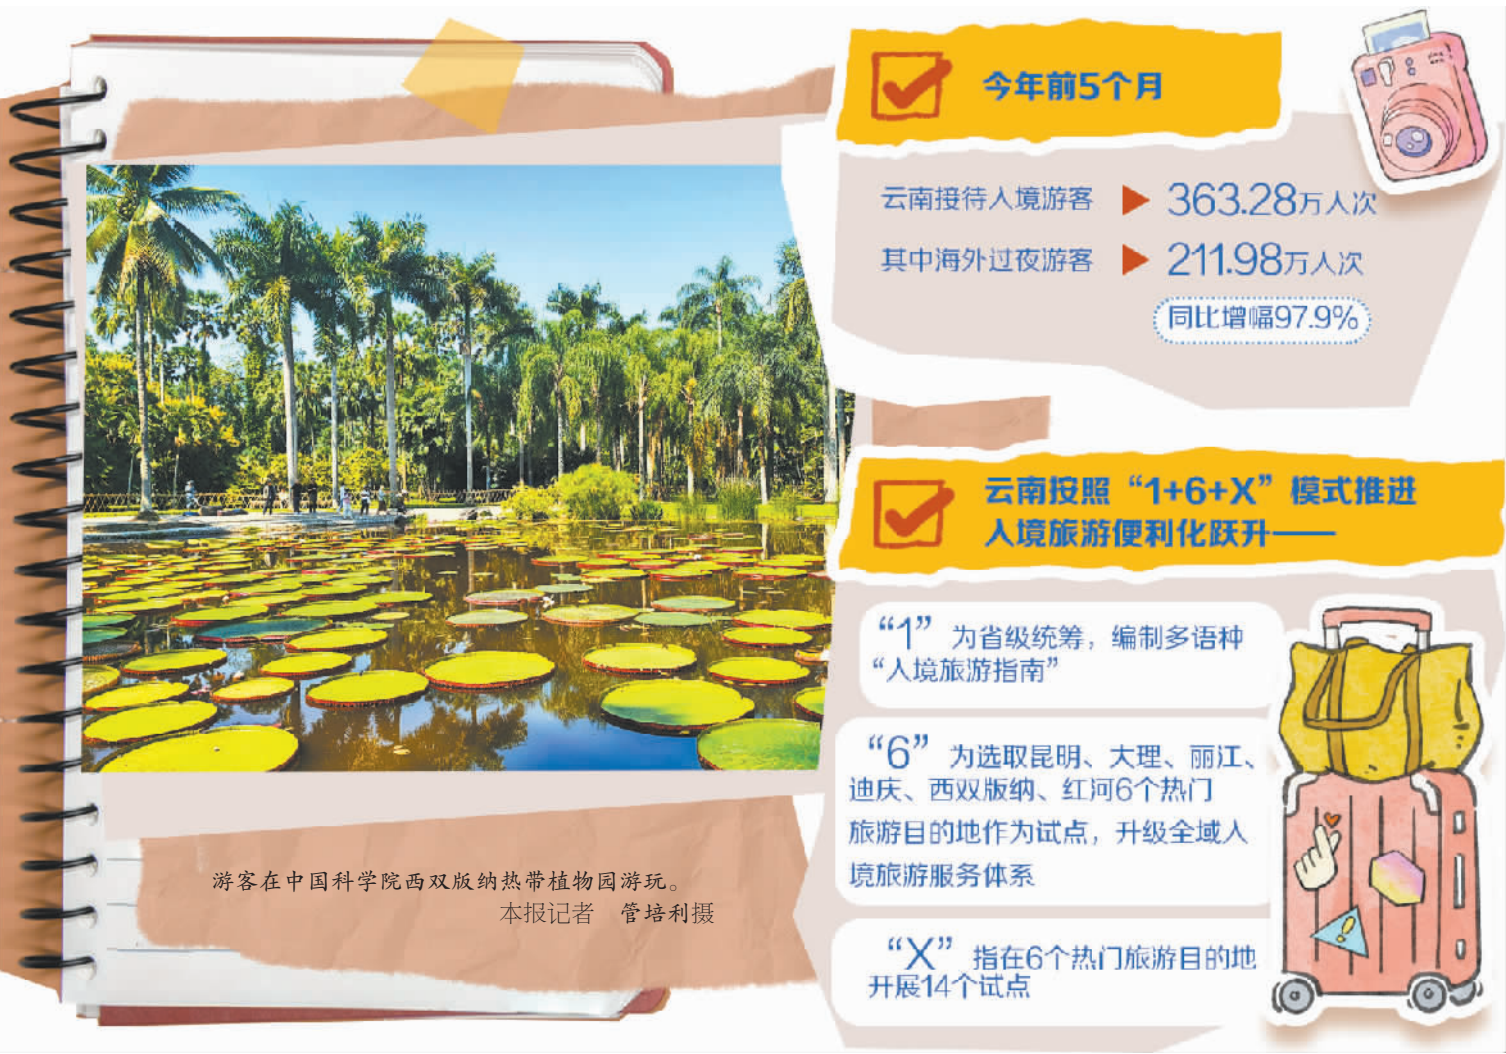 今年前5个月
云南接待入境游客 363.28万人次
其中海外过夜游客 211.98万人次
同比增幅97.9%
云南按照“1+6+X”模式推进
入境旅游便利化跃升——
“1” 为省级统筹，编制多语种
“入境旅游指南”
“6” 为选取昆明、大理、丽江、
迪庆、西双版纳、红河6个热门
旅游目的地作为试点，升级全域入
境旅游服务体系
“X” 指在6个热门旅游目的地
开展14个试点
游客在中国科学院西双版纳热带植物园游玩。
本报记者 管培利摄